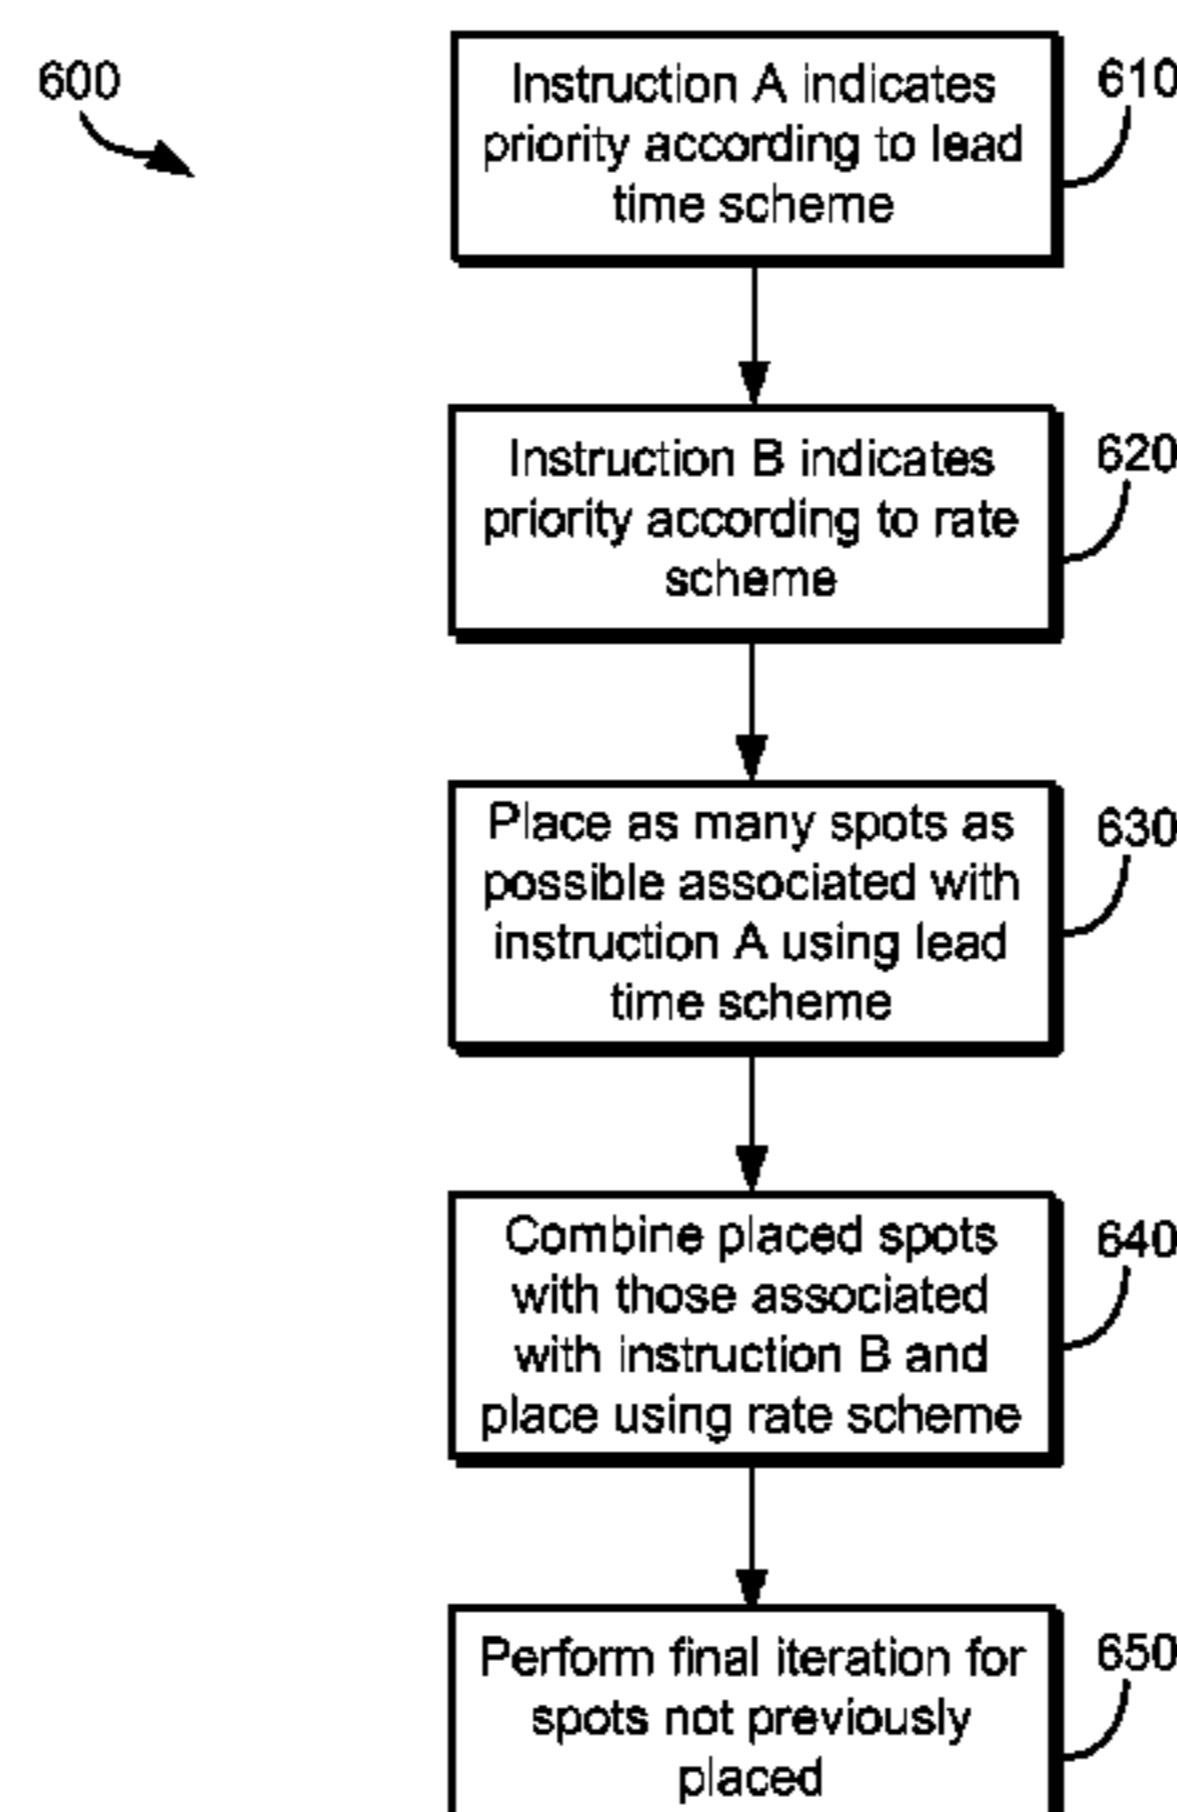 600
Instruction A indicates
priority according to lead
time scheme
610
Instruction B indicates
priority according to rate
scheme
620
Place as many spots as
possible associated with
instruction A using lead
time scheme
630
Combine placed spots
with those associated
with instruction B and
place using rate scheme
640
Perform final iteration for
spots not previously
placed
650